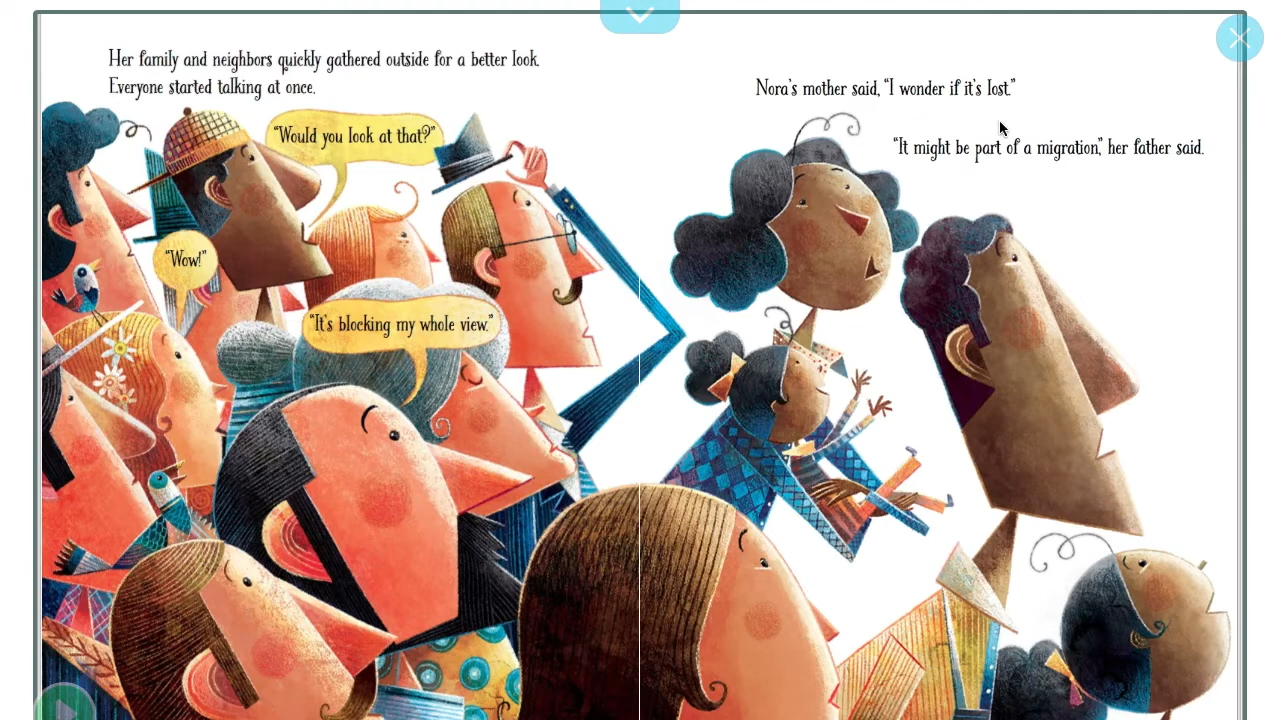 Her family and neighbors quickly gathered outside for a better look.
Everyone started talking at once.
"Would you look at that?"
"Wow!"
"It's blocking my whole view."
Nora's mother said, "I wonder if it's lost."
"It might be part of a migration," her father said.